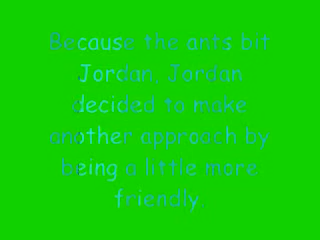 Because the ants bit
Jordan, Jordan
decided to make
another approach by
being a little more
friendly.